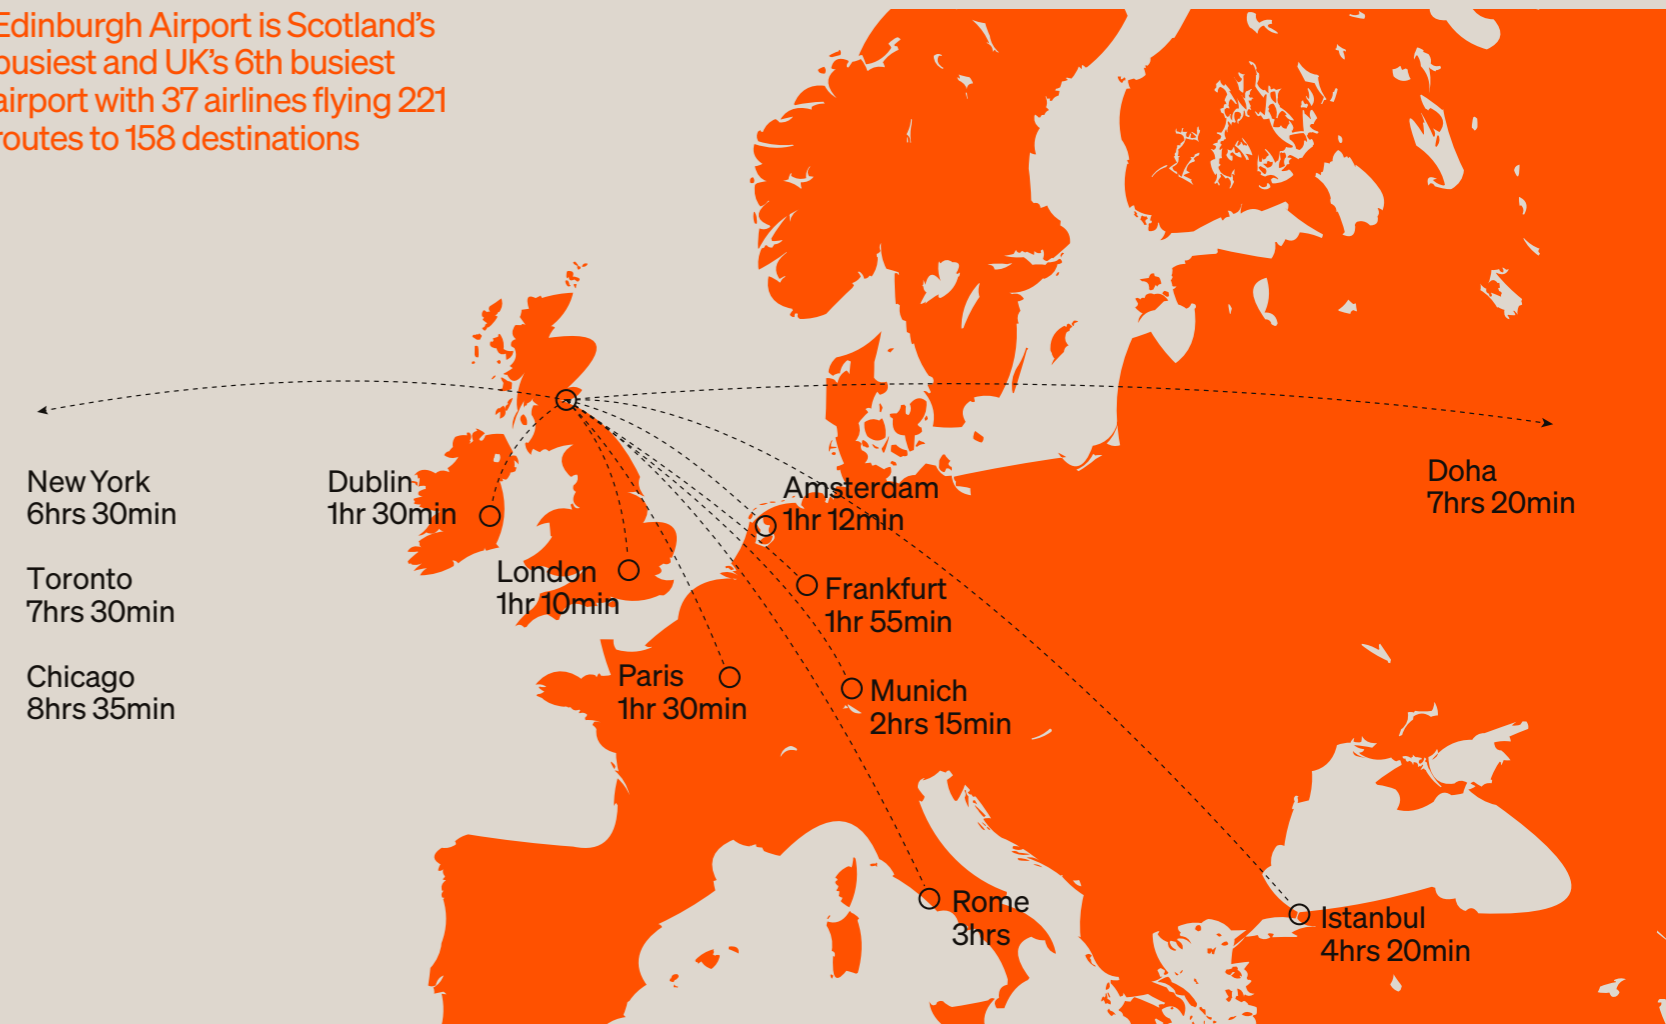 Edinburgh Airport is Scotland’s
busiest and UK’s 6th busiest
airport with 37 airlines flying 221
routes to 158 destinations
New York
6hrs 30min
Toronto
7hrs 30min
Chicago
8hrs 35min
Dublin
1hr 30min
London
1hr 10min
Paris
1hr 30min
Amsterdam
1hr 12min
Frankfurt
1hr 55min
Munich
2hrs 15min
Rome
3hrs
Istanbul
4hrs 20min
Doha
7hrs 20min